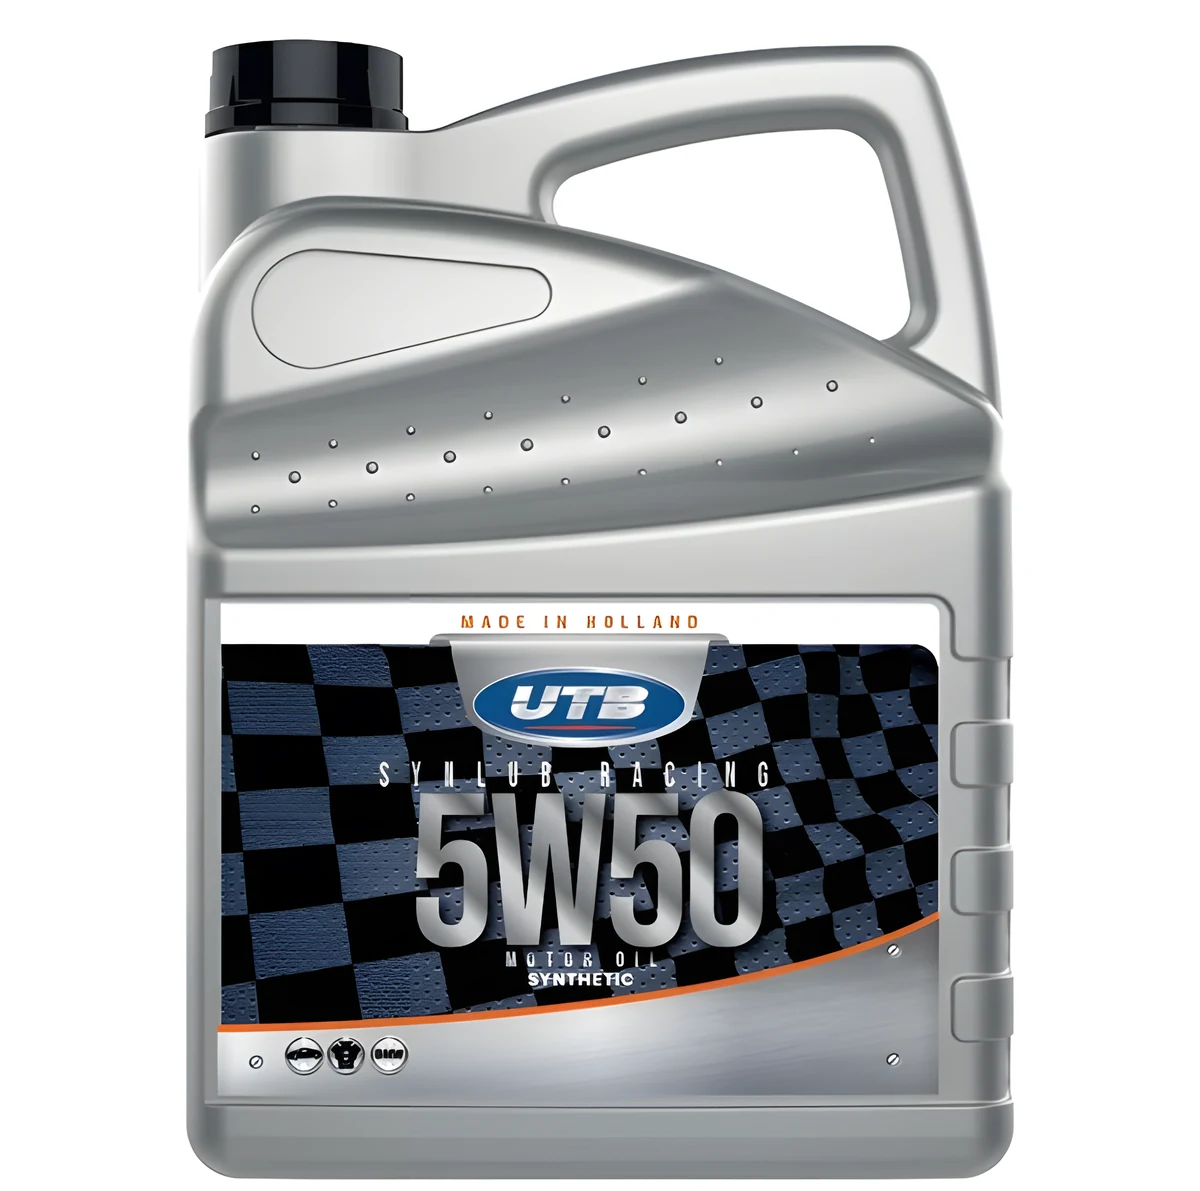 MADE IN HOLLAND
UTB
SYNLUB RACING
5W50
MOTOR OIL
SYNTHETIC